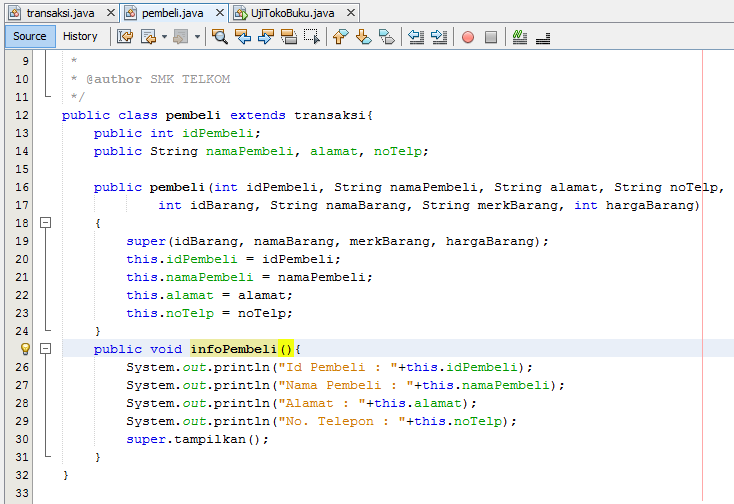 transaksi.java pembeli.java UjiTokoBuku.java
Source History
9 *
10 * @author SMK TELKOM
11 */
12 public class pembeli extends transaksi{
13 public int idPembeli;
14 public String namaPembeli, alamat, noTelp;
15
16 public pembeli(int idPembeli, String namaPembeli, String alamat, String noTelp,
17 int idBarang, String namaBarang, String merkBarang, int hargaBarang)
18 {
19 super(idBarang, namaBarang, merkBarang, hargaBarang);
20 this.idPembeli = idPembeli;
21 this.namaPembeli = namaPembeli;
22 this.alamat = alamat;
23 this.noTelp = noTelp;
24 }
public void infoPembeli(){
26 System.out.println("Id Pembeli : "+this.idPembeli);
27 System.out.println("Nama Pembeli : "+this.namaPembeli);
28 System.out.println("Alamat : "+this.alamat);
29 System.out.println("No. Telepon : "+this.noTelp);
30 super.tampilkan();
31 }
32 }
33